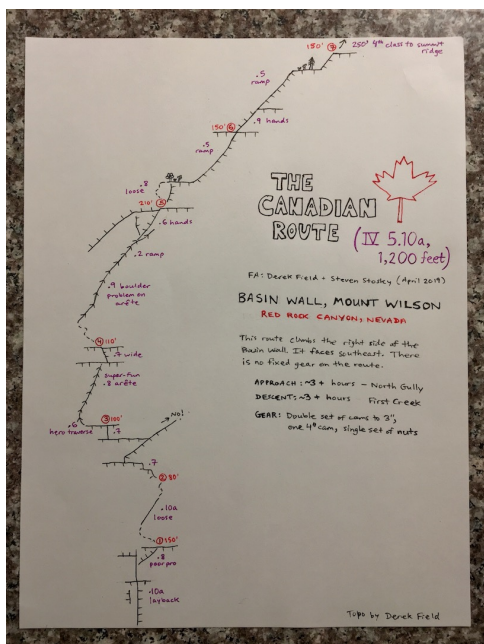 150' ⑦
250' 4th class to summit
ridge
.5
ramp
.9 hands
150' ⑥
.5
ramp
.8
loose
210' ⑤
.6 hands
.2 ramp
.9 boulder
problem on
arête
④ 110'
.7 wide
super-fun
.8 arête
③ 100'
.6
hero traverse
.7
NO!
.7
② 80'
.10a
loose
① 150'
.8
poor pro
.10a
layback
THE
CANADIAN
ROUTE
(IV 5.10a,
1,200 feet)
FA: Derek Field + Steven Stosky (April 2019)
BASIN WALL, MOUNT WILSON
RED ROCK CANYON, NEVADA
This route climbs the right side of the
Basin Wall. It faces southeast. There
is no fixed gear on the route.
APPROACH: ~3+ hours - North Gully
DESCENT: ~3+ hours First Creek
GEAR: Double set of cams to 3",
one 4" cam, single set of nuts
Topo by Derek Field